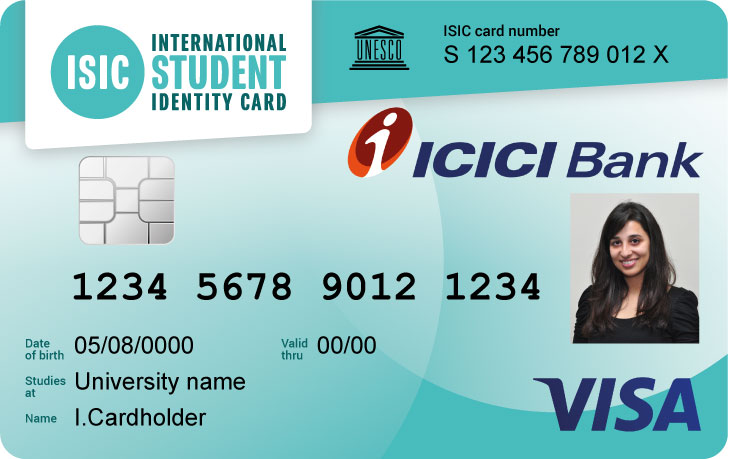 ISIC
INTERNATIONAL
STUDENT
IDENTITY CARD
UNESCO
ISIC card number
S 123 456 789 012 X
i ICICI Bank
1234 5678 9012 1234
Date of birth 05/08/0000
Valid thru 00/00
Studies at University name
Name I.Cardholder
VISA